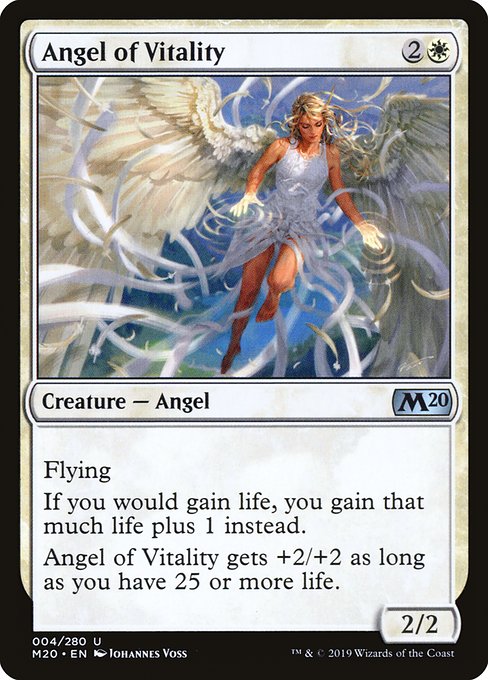 Angel of Vitality 2
Creature — Angel M20
Flying
If you would gain life, you gain that
much life plus 1 instead.
Angel of Vitality gets +2/+2 as long
as you have 25 or more life.
2/2
004/280 U
M20 • EN Johannes Voss
™ & © 2019 Wizards of the Coast